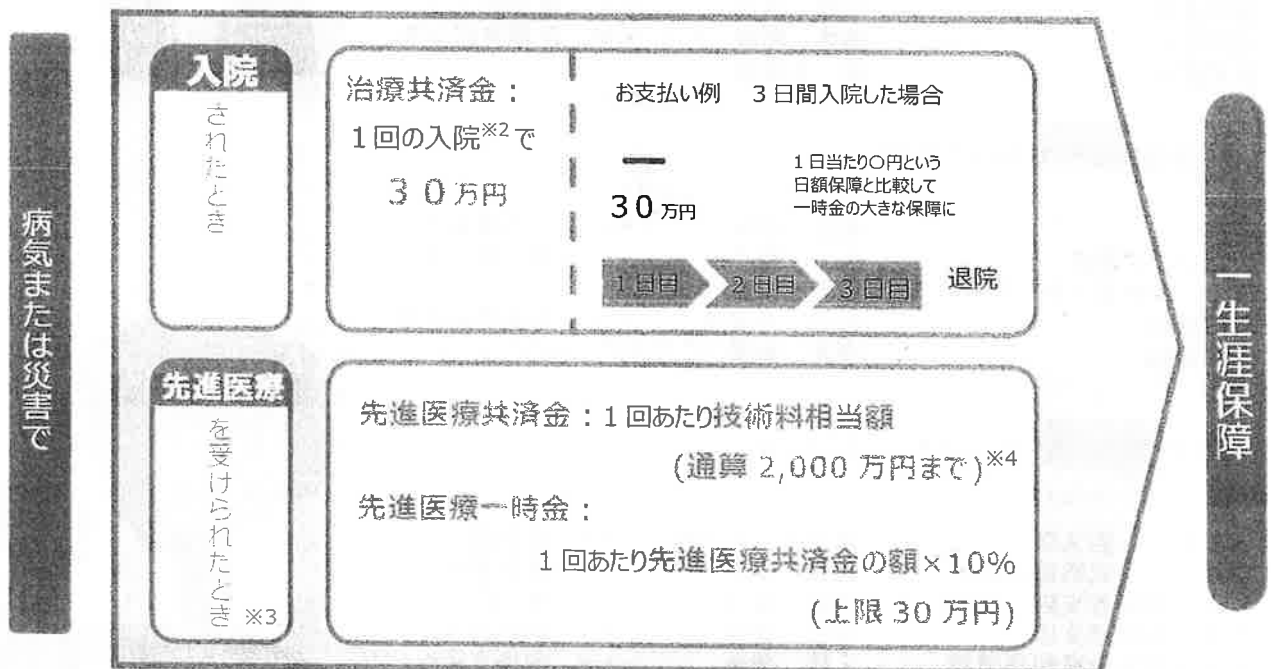 病気または災害で
入院
されたとき
治療共済金：
1回の入院※2で
30万円
お支払い例　3日間入院した場合
30万円
1日当たり〇円という
日額保障と比較して
一時金の大きな保障に
1日目
2日目
3日目
退院
先進医療
を受けられたとき※3
先進医療共済金：1回あたり技術料相当額
(通算 2,000 万円まで)※4
先進医療一時金：
1回あたり先進医療共済金の額×10%
(上限 30 万円)
一生涯保障